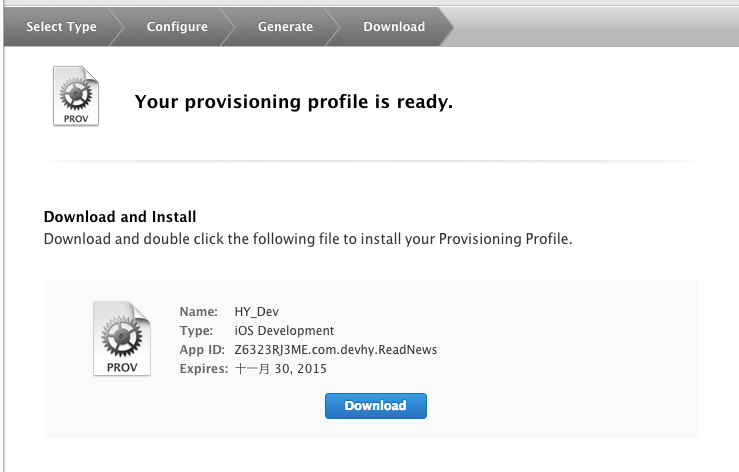 Select Type Configure Generate Download
PROV
Your provisioning profile is ready.
Download and Install
Download and double click the following file to install your Provisioning Profile.
PROV
Name: HY_Dev
Type: iOS Development
App ID: Z6323RJ3ME.com.devhy.ReadNews
Expires: 十一月 30, 2015
Download